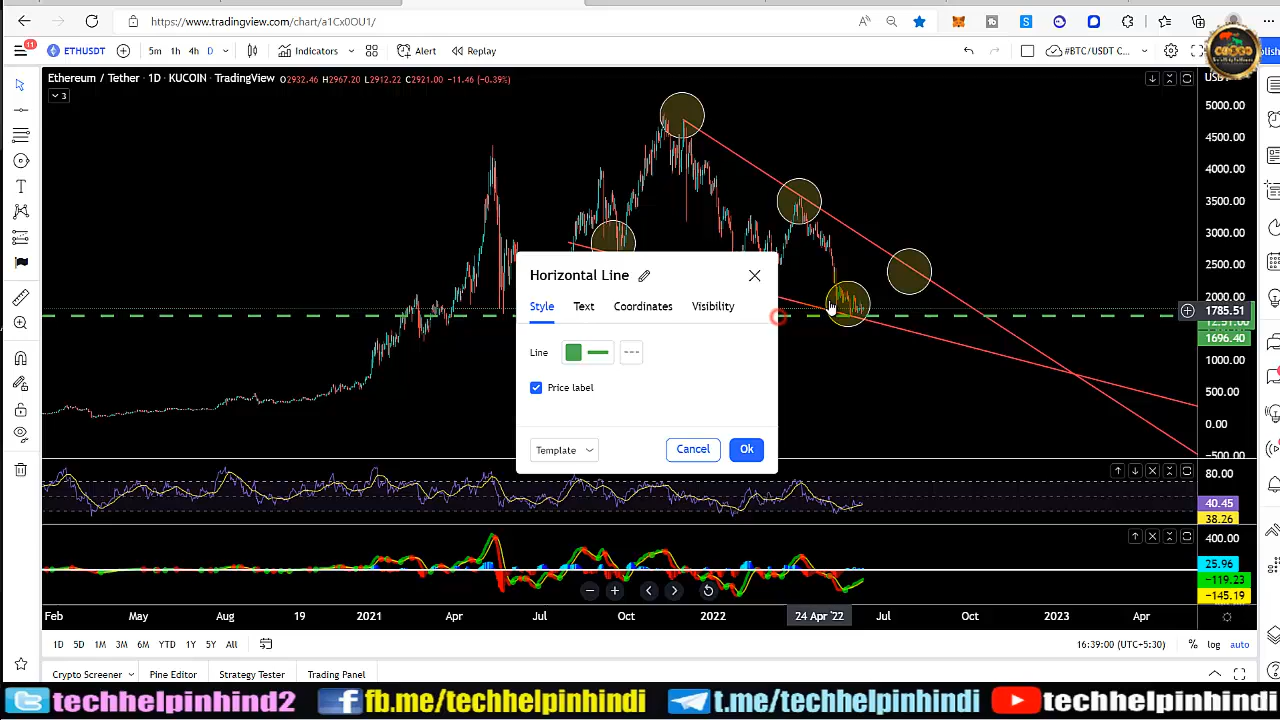 https://www.tradingview.com/chart/a1Cx0OU1/
11 ETHUSDT 5m 1h 4h D Indicators Alert Replay #BTC/USDT C... lish
Ethereum / Tether · 1D · KUCOIN · TradingView O2932.46 H2967.20 L2912.22 C2921.00 −11.46 (−0.39%)
3
5000.00
4500.00
4000.00
3500.00
3000.00
2500.00
2000.00
1785.51
1696.40
1000.00
500.00
0.00
−500.00
Horizontal Line
Style Text Coordinates Visibility
Line
Price label
Template Cancel Ok
80.00
40.45
38.26
400.00
25.96
−119.23
−145.19
Feb May Aug 19 2021 Apr Jul Oct 2022 24 Apr '22 Jul Oct 2023 Apr
1D 5D 1M 3M 6M YTD 1Y 5Y All 16:39:00 (UTC+5:30) % log auto
Crypto Screener Pine Editor Strategy Tester Trading Panel
techhelpinhind2 fb.me/techhelpinhindi t.me/techhelpinhindi techhelpinhindi